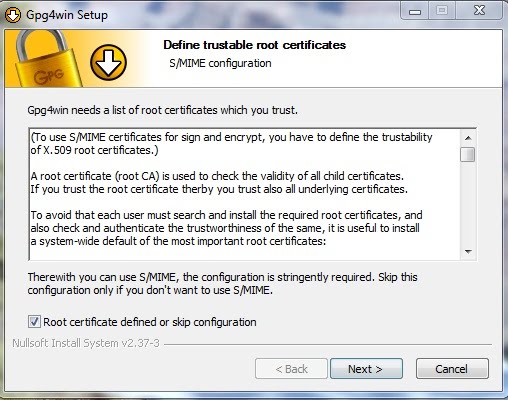 Gpg4win Setup
Define trustable root certificates
S/MIME configuration
GPG
Gpg4win needs a list of root certificates which you trust.
(To use S/MIME certificates for sign and encrypt, you have to define the trustability
of X.509 root certificates.)
A root certificate (root CA) is used to check the validity of all child certificates.
If you trust the root certificate therby you trust also all underlying certificates.
To avoid that each user must search and install the required root certificates, and
also check and authenticate the trustworthiness of the same, it is useful to install
a system-wide default of the most important root certificates:
Therewith you can use S/MIME, the configuration is stringently required. Skip this
configuration only if you don't want to use S/MIME.
Root certificate defined or skip configuration
Nullsoft Install System v2.37-3
< Back Next > Cancel